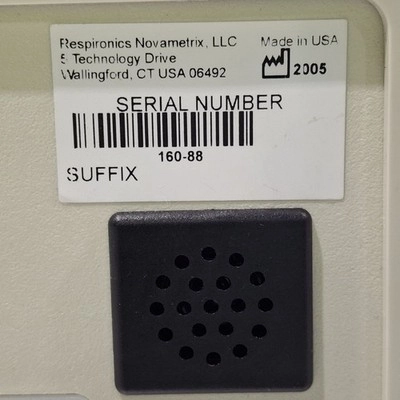 Respironics Novametrix, LLC
Made in USA
5 Technology Drive
Wallingford, CT USA 06492
2005
SERIAL NUMBER
160-88
SUFFIX